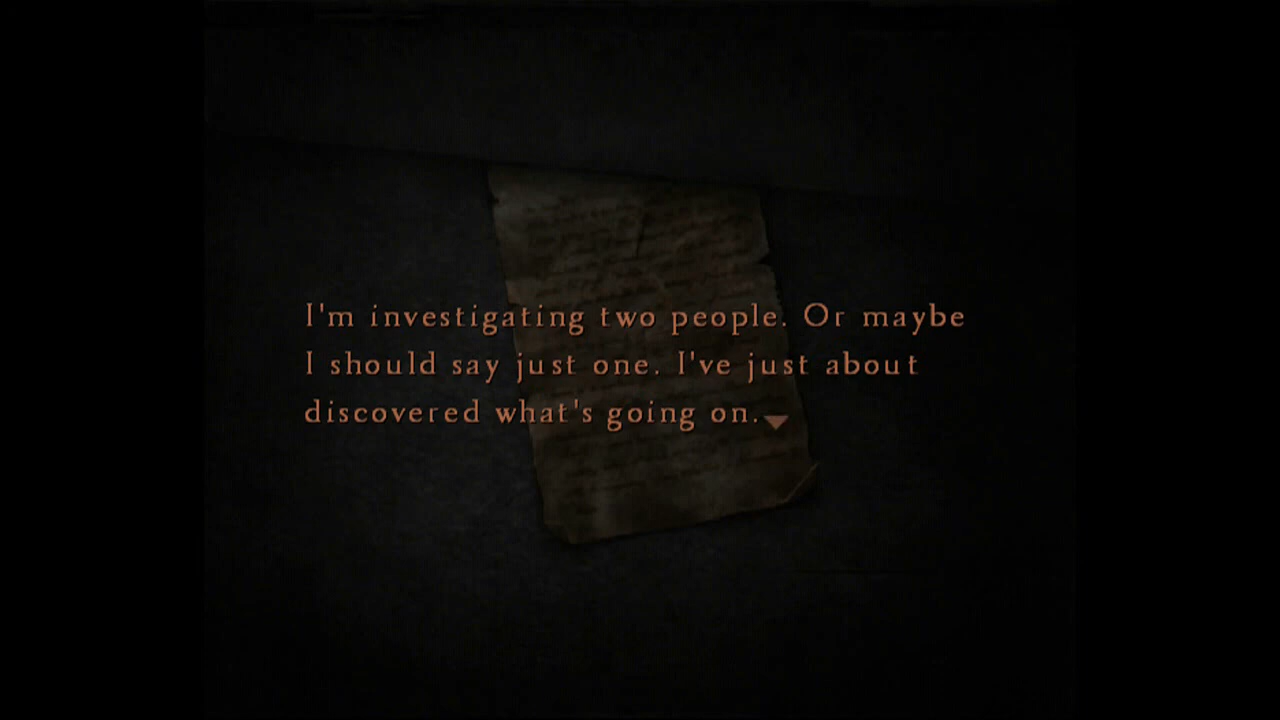 I'm investigating two people. Or maybe
I should say just one. I've just about
discovered what's going on.